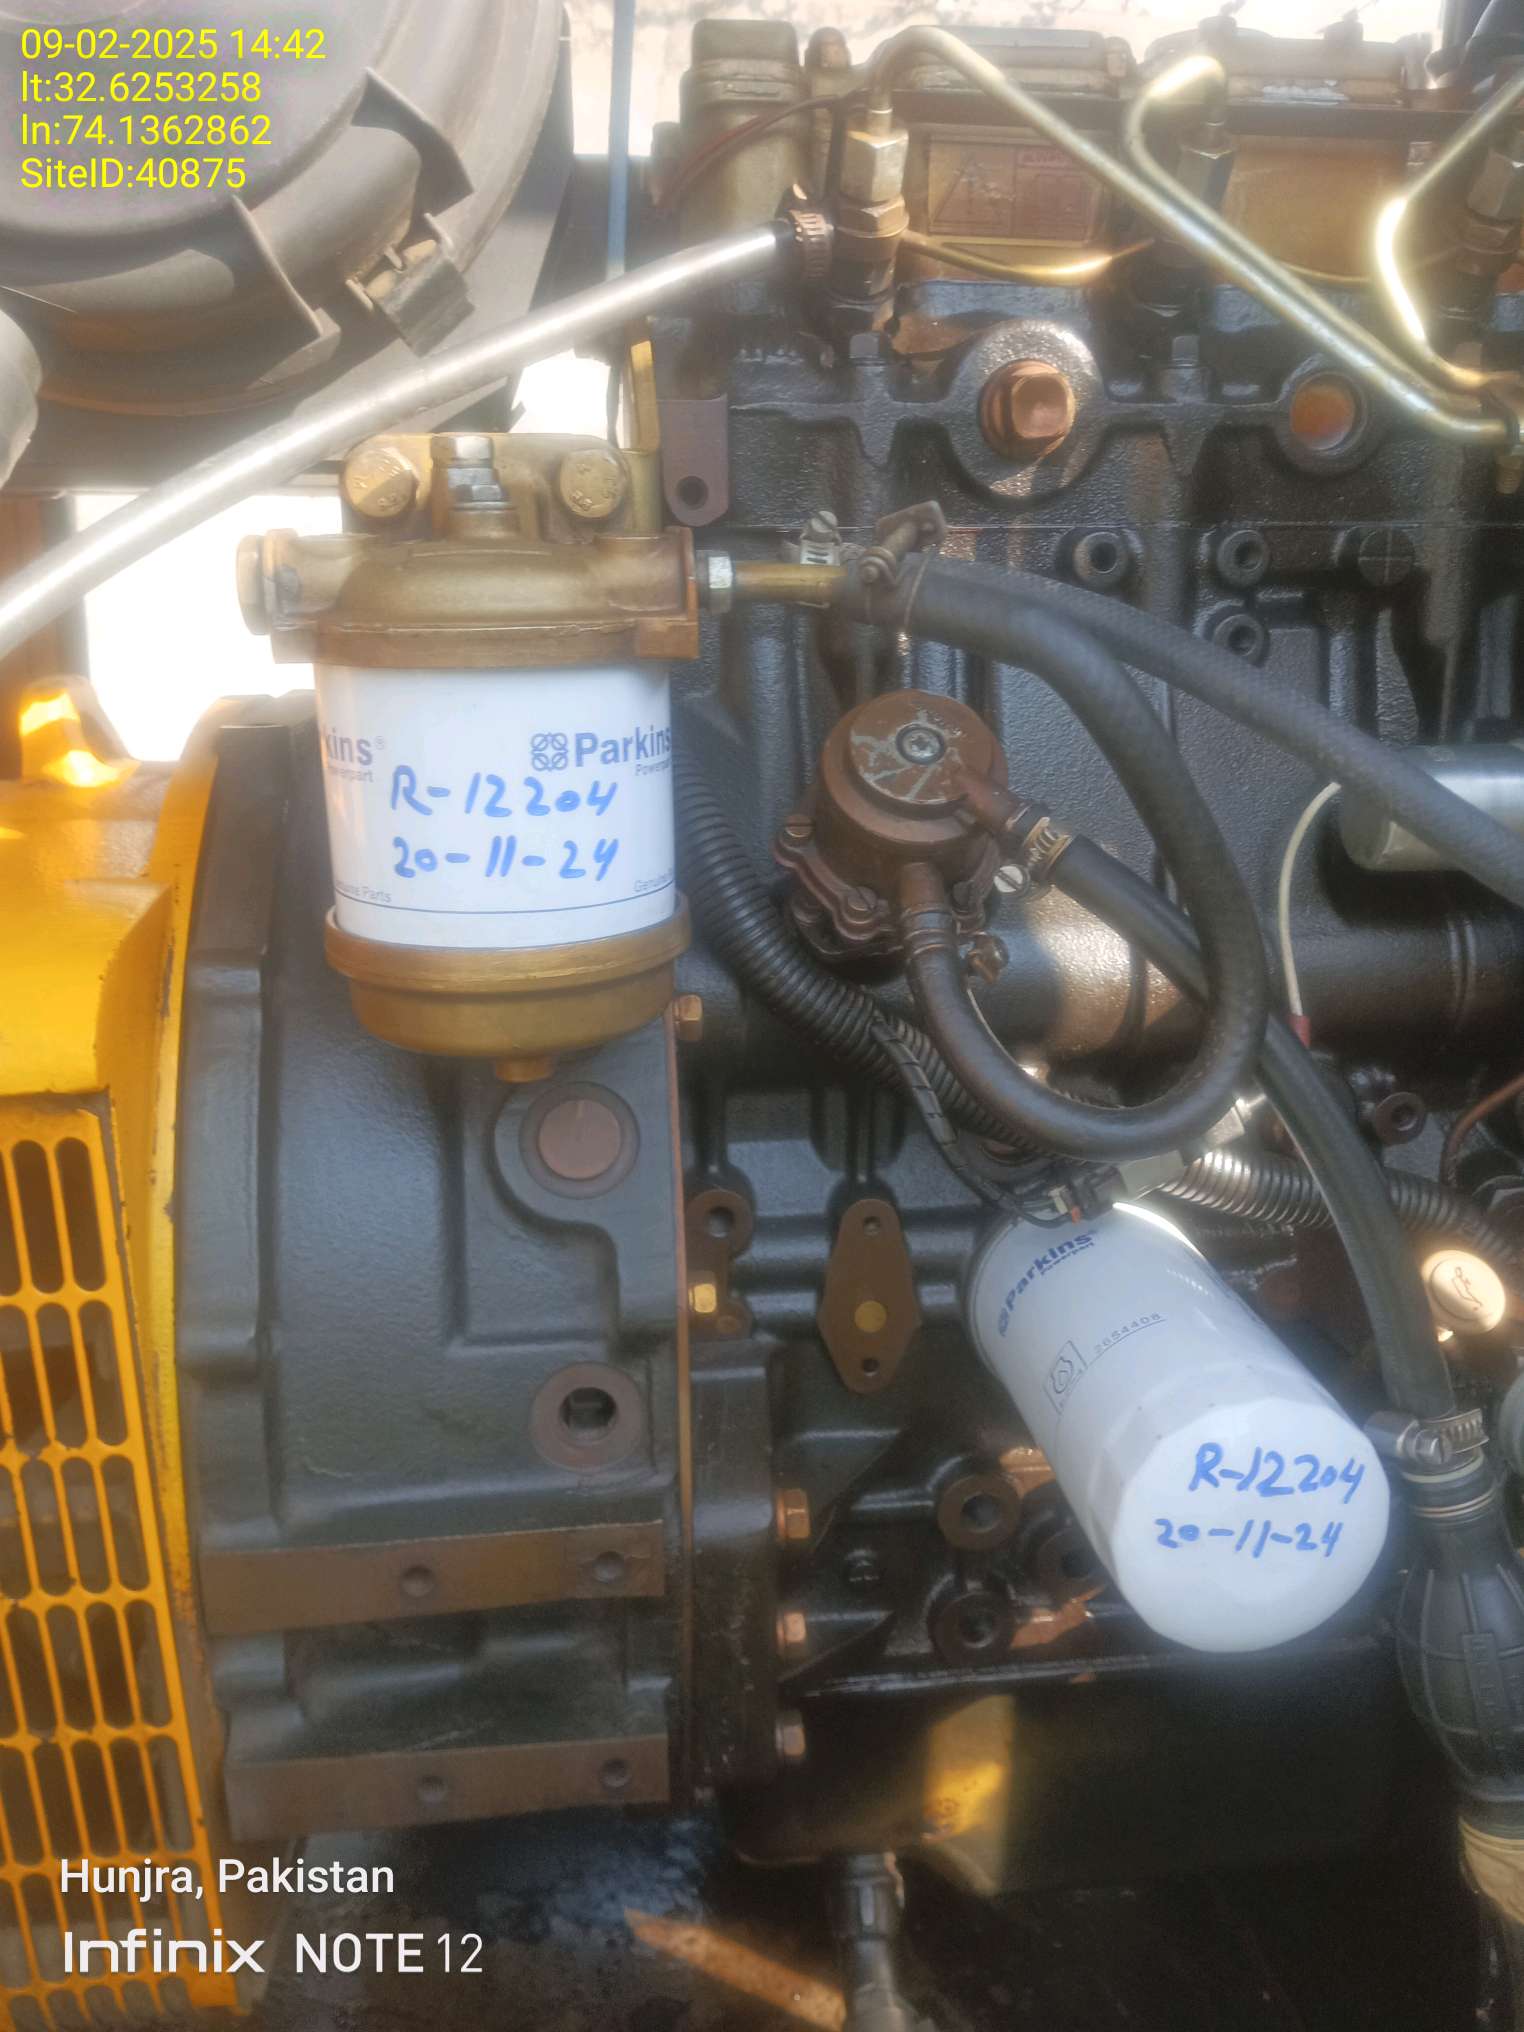 09-02-2025 14:42
lt:32.6253258
ln:74.1362862
SiteID:40875
kins®
Parkins
Powerpart
R-12204
20-11-24
Parts
Parkins
Powerpart
2654408
R-12204
20-11-24
Hunjra, Pakistan
Infinix NOTE 12